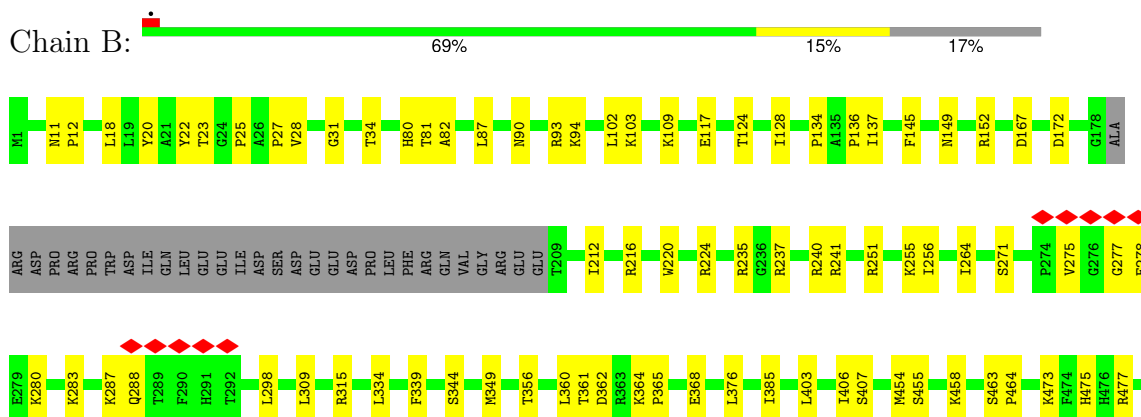 Chain B:
69% 15% 17%
M1 N11 P12 L18 L19 Y20 A21 Y22 T23 G24 P25 A26 P27 V28 G31 T34 H80 T81 A82 L87 N90 R93 K94 L102 K103 K109 E117 T124 I128 P134 A135 P136 I137 F145 N149 R152 D167 D172 G178 ALA
ARG ASP PRO ARG PRO TRP ASP ILE GLN LEU GLU GLU ILE ASP SER ASP GLU GLU ASP PRO LEU PHE ARG GLN VAL GLY ARG GLU GLU T209 I212 R216 W220 R224 R235 G236 R237 R240 R241 R251 K255 I256 I264 S271 P274 V275 G276 G277
E279 K280 K283 K287 Q288 T289 F290 H291 T292 L298 L309 R315 L334 F339 S344 M349 T356 L360 T361 D362 R363 K364 P365 E368 L376 I385 L403 I406 S407 M454 S455 K458 S463 P464 K473 F474 H475 H476 R477